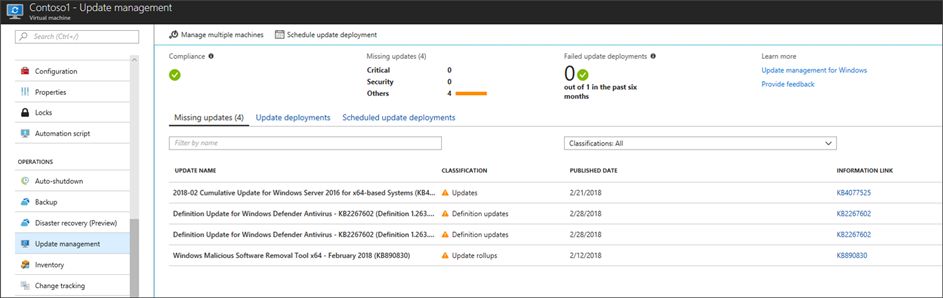 Contoso1 - Update management
Virtual machine
Search (Ctrl+/)
Configuration
Properties
Locks
Automation script
OPERATIONS
Auto-shutdown
Backup
Disaster recovery (Preview)
Update management
Inventory
Change tracking
Manage multiple machines Schedule update deployment
Compliance
Missing updates (4)
Critical 0
Security 0
Others 4
Failed update deployments
0
out of 1 in the past six
months
Learn more
Update management for Windows
Provide feedback
Missing updates (4) Update deployments Scheduled update deployments
Filter by name Classifications: All
UPDATE NAME CLASSIFICATION PUBLISHED DATE INFORMATION LINK
2018-02 Cumulative Update for Windows Server 2016 for x64-based Systems (KB4... Updates 2/21/2018 KB4077525
Definition Update for Windows Defender Antivirus - KB2267602 (Definition 1.263.... Definition updates 2/28/2018 KB2267602
Definition Update for Windows Defender Antivirus - KB2267602 (Definition 1.263.... Definition updates 2/28/2018 KB2267602
Windows Malicious Software Removal Tool x64 - February 2018 (KB890830) Update rollups 2/12/2018 KB890830